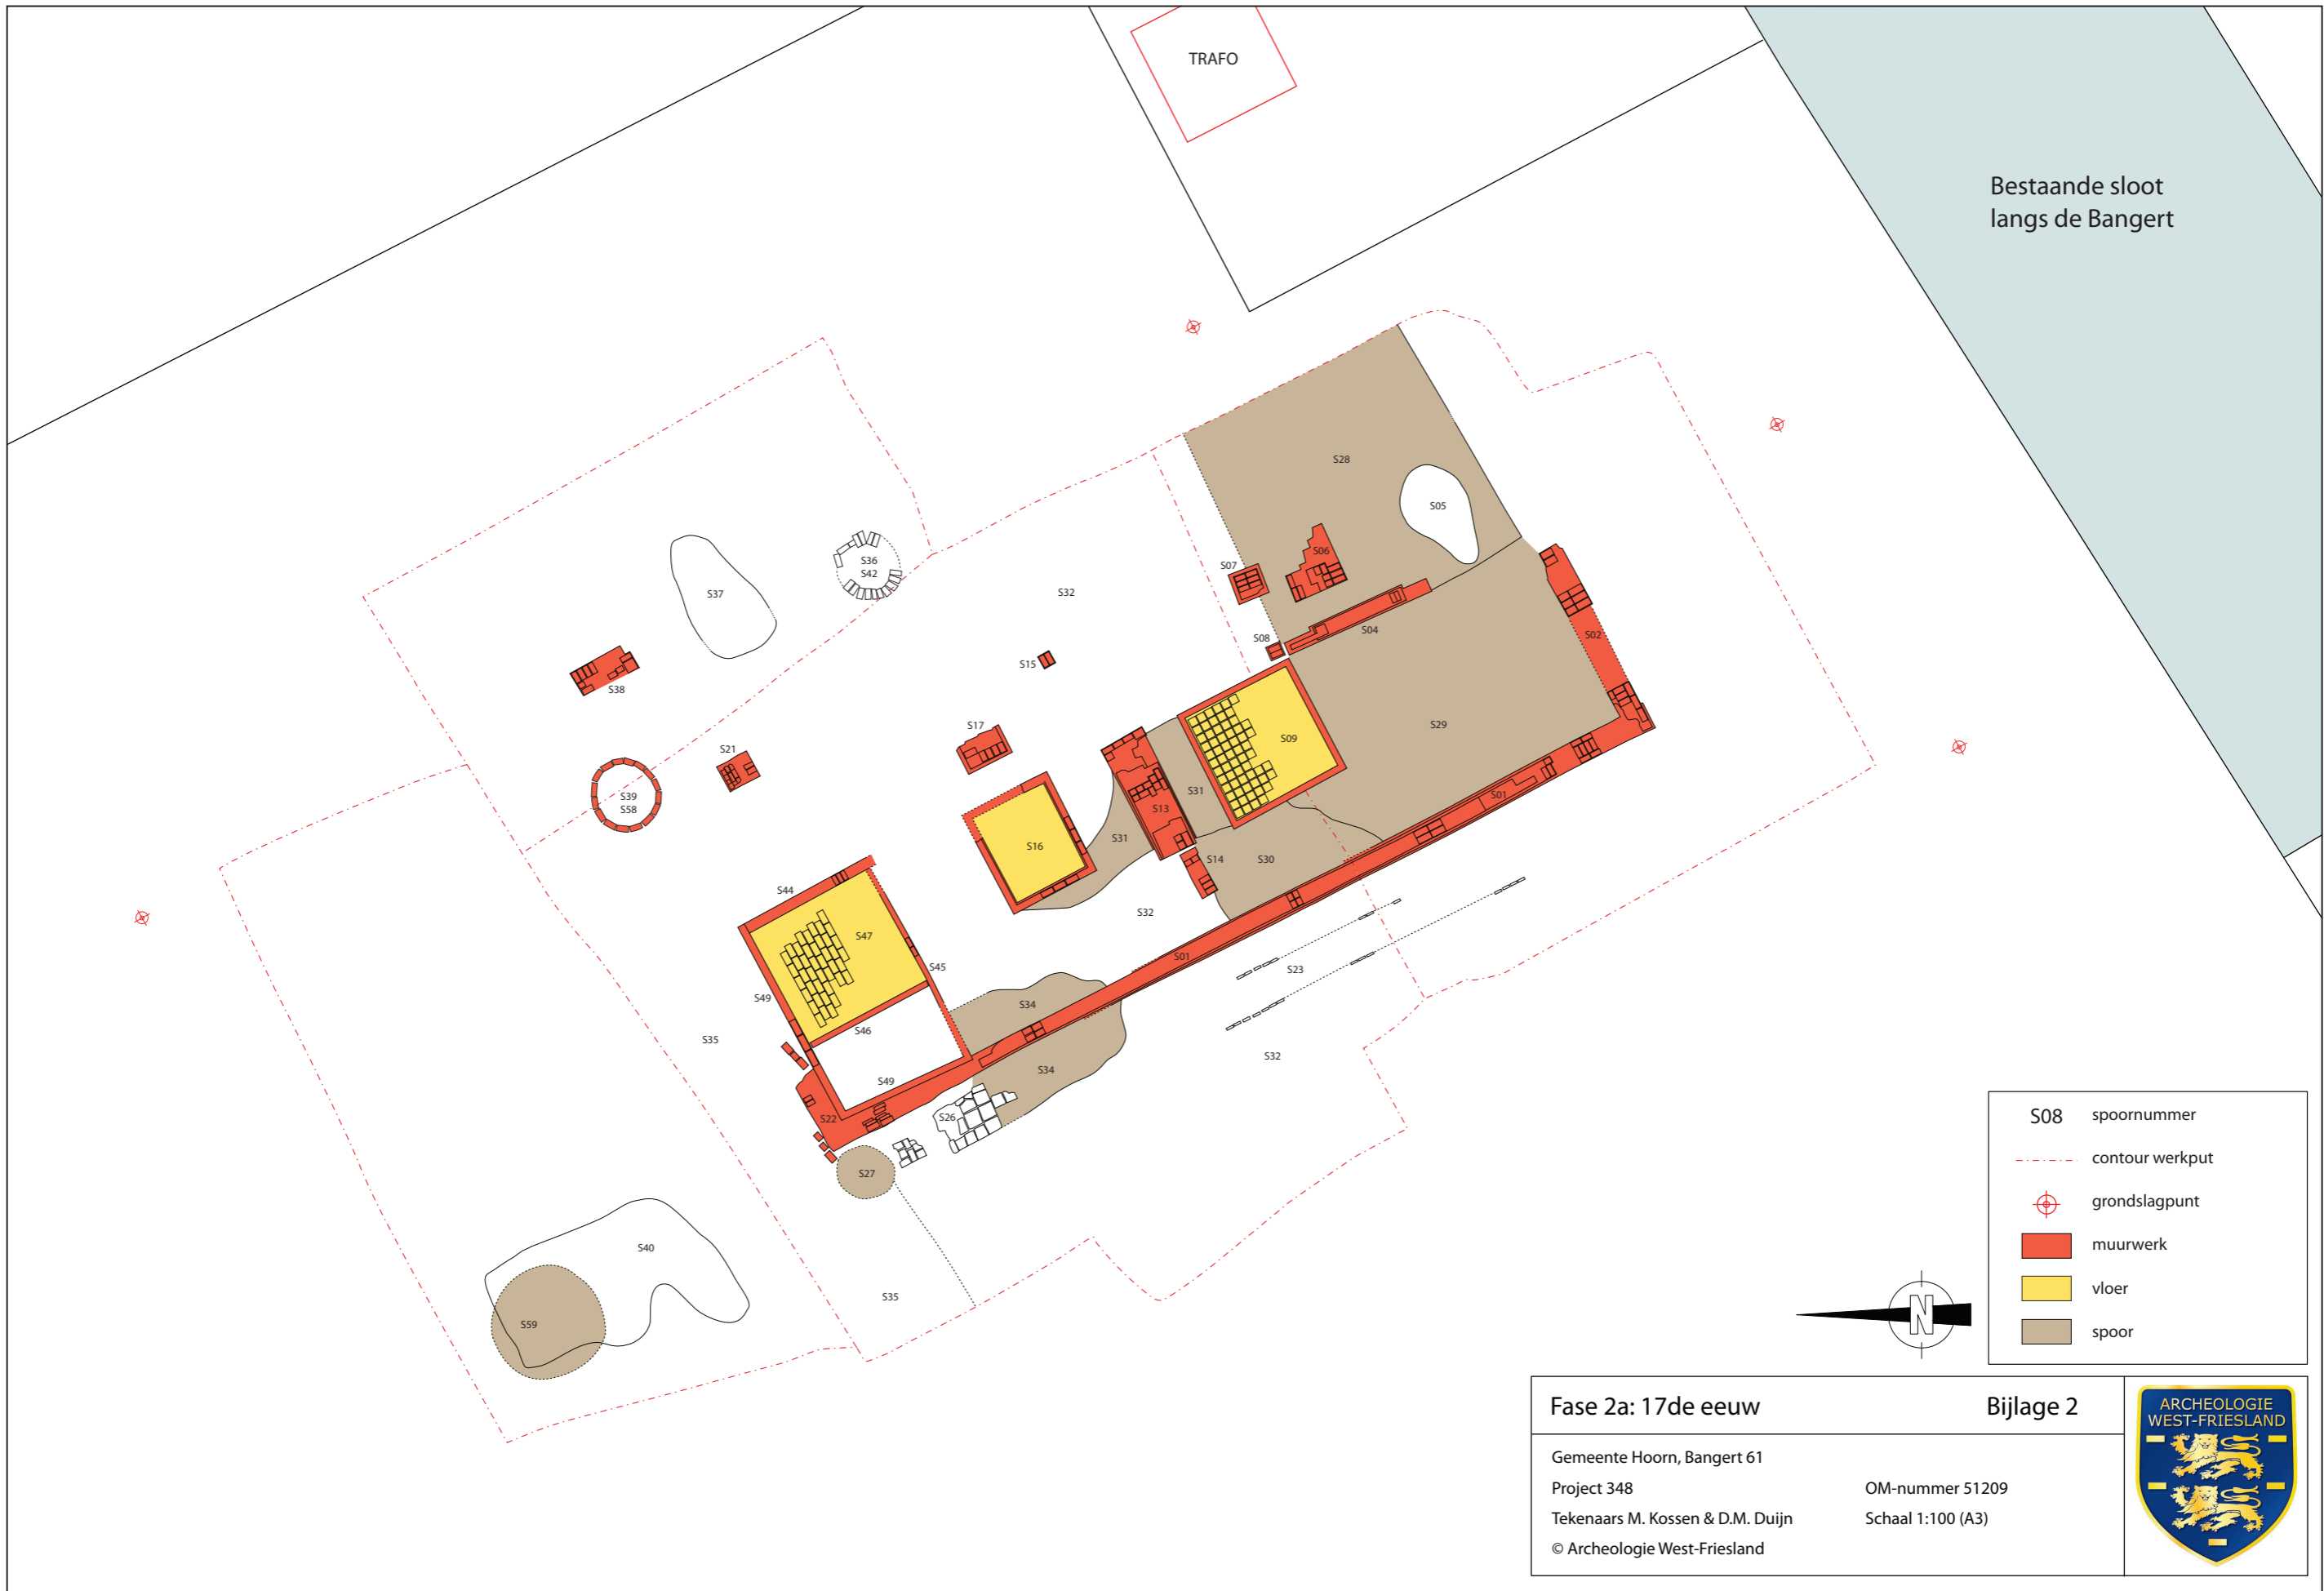 TRAFO
Bestaande sloot
langs de Bangert
S28
S05
S06
S07
S36
S42
S37
S32
S04
S02
S08
S15
S38
S17
S29
S09
S21
S39
S58
S31
S13
S01
S31
S16
S14
S30
S44
S32
S47
S01
S45
S23
S49
S34
S46
S35
S32
S34
S49
S22
S26
S27
S40
S35
S59
S08 spoornummer
contour werkput
grondslagpunt
muurwerk
vloer
spoor
N
Fase 2a: 17de eeuw Bijlage 2
Gemeente Hoorn, Bangert 61
Project 348 OM-nummer 51209
Tekenaars M. Kossen & D.M. Duijn Schaal 1:100 (A3)
© Archeologie West-Friesland
ARCHEOLOGIE
WEST-FRIESLAND